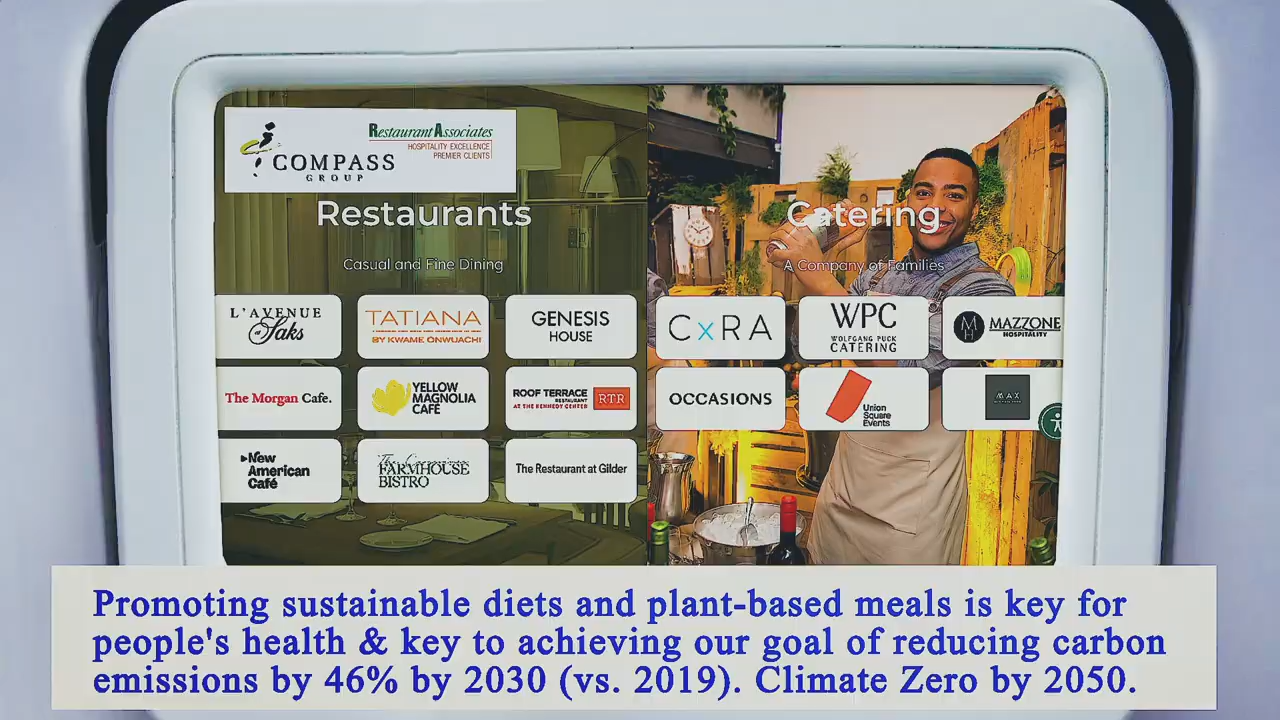 COMPASS
GROUP
Restaurant Associates
HOSPITALITY EXCELLENCE
PREMIER CLIENTS
Restaurants
Casual and Fine Dining
L'AVENUE
Saks
TATIANA
BY KWAME ONWUACHI
GENESIS
HOUSE
The Morgan Cafe.
YELLOW
MAGNOLIA
CAFÉ
ROOF TERRACE
RESTAURANT
AT THE KENNEDY CENTER
RTR
New
American
Café
FARMHOUSE
BISTRO
The Restaurant at Gilder
Catering
A Company of Families
CxRA
WPC
WOLFGANG PUCK
CATERING
MH
MAZZONE
HOSPITALITY
OCCASIONS
Union
Square
Events
MAX
Promoting sustainable diets and plant-based meals is key for
people's health & key to achieving our goal of reducing carbon
emissions by 46% by 2030 (vs. 2019). Climate Zero by 2050.